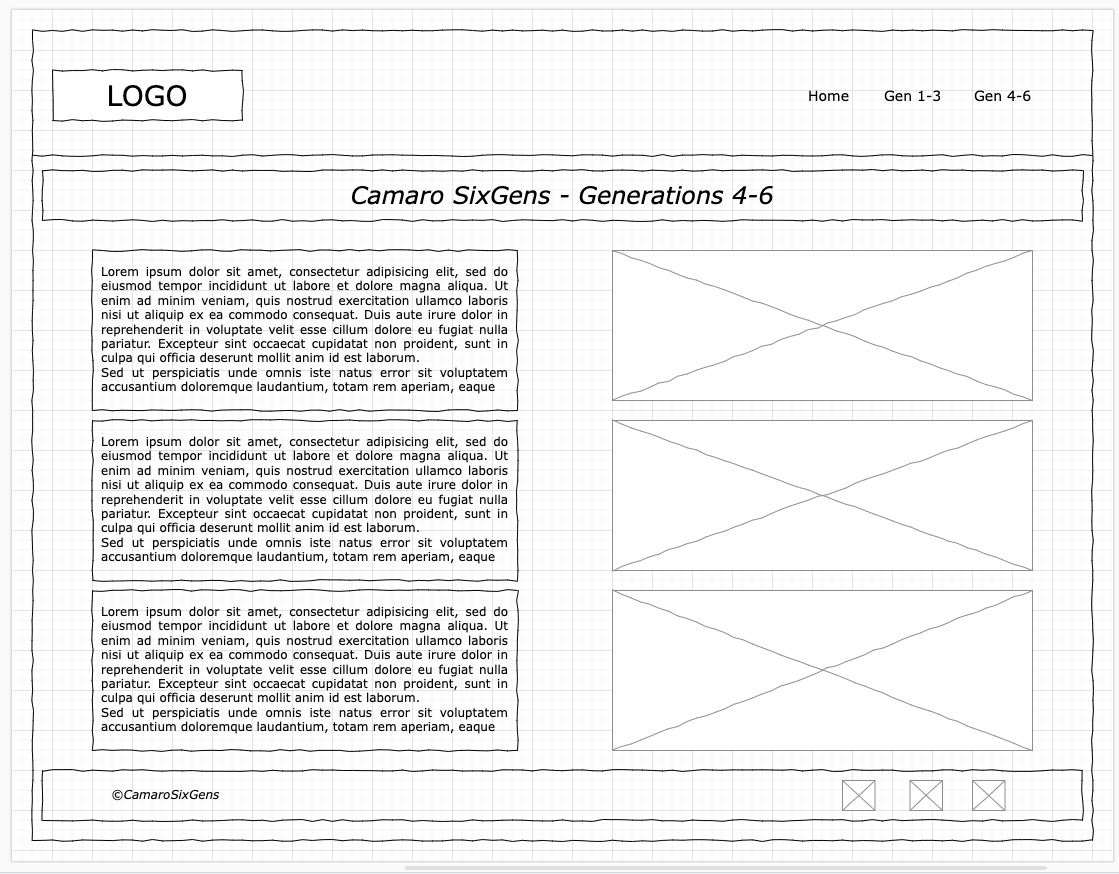 LOGO
Home Gen 1-3 Gen 4-6
Camaro SixGens - Generations 4-6
Lorem ipsum dolor sit amet, consectetur adipisicing elit, sed do
eiusmod tempor incididunt ut labore et dolore magna aliqua. Ut
enim ad minim veniam, quis nostrud exercitation ullamco laboris
nisi ut aliquip ex ea commodo consequat. Duis aute irure dolor in
reprehenderit in voluptate velit esse cillum dolore eu fugiat nulla
pariatur. Excepteur sint occaecat cupidatat non proident, sunt in
culpa qui officia deserunt mollit anim id est laborum.
Sed ut perspiciatis unde omnis iste natus error sit voluptatem
accusantium doloremque laudantium, totam rem aperiam, eaque
Lorem ipsum dolor sit amet, consectetur adipisicing elit, sed do
eiusmod tempor incididunt ut labore et dolore magna aliqua. Ut
enim ad minim veniam, quis nostrud exercitation ullamco laboris
nisi ut aliquip ex ea commodo consequat. Duis aute irure dolor in
reprehenderit in voluptate velit esse cillum dolore eu fugiat nulla
pariatur. Excepteur sint occaecat cupidatat non proident, sunt in
culpa qui officia deserunt mollit anim id est laborum.
Sed ut perspiciatis unde omnis iste natus error sit voluptatem
accusantium doloremque laudantium, totam rem aperiam, eaque
Lorem ipsum dolor sit amet, consectetur adipisicing elit, sed do
eiusmod tempor incididunt ut labore et dolore magna aliqua. Ut
enim ad minim veniam, quis nostrud exercitation ullamco laboris
nisi ut aliquip ex ea commodo consequat. Duis aute irure dolor in
reprehenderit in voluptate velit esse cillum dolore eu fugiat nulla
pariatur. Excepteur sint occaecat cupidatat non proident, sunt in
culpa qui officia deserunt mollit anim id est laborum.
Sed ut perspiciatis unde omnis iste natus error sit voluptatem
accusantium doloremque laudantium, totam rem aperiam, eaque
©CamaroSixGens